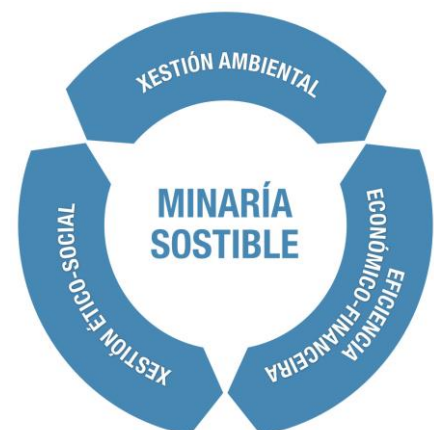 XESTIÓN AMBIENTAL
MINARÍA
SOSTIBLE
EFICIENCIA
ECONÓMICO-FINANCEIRA
XESTIÓN ÉTICO-SOCIAL